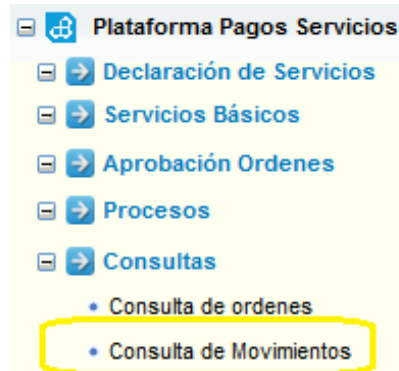 Plataforma Pagos Servicios
Declaración de Servicios
Servicios Básicos
Aprobación Ordenes
Procesos
Consultas
Consulta de ordenes
Consulta de Movimientos